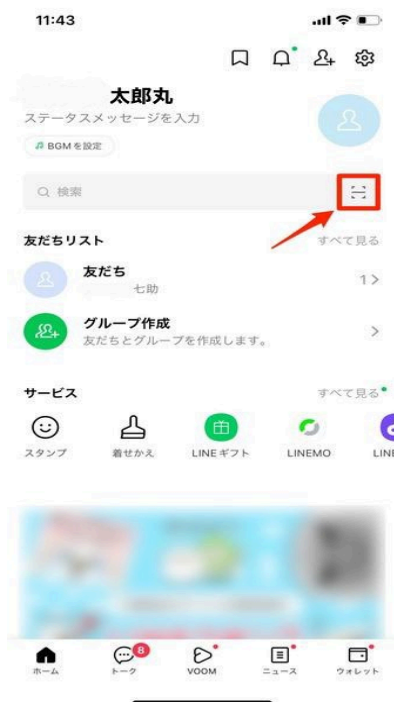 11:43
太郎丸
ステータスメッセージを入力
BGMを設定
検索
友だちリスト
すべて見る
友だち
七助
1
グループ作成
友だちとグループを作成します。
サービス
すべて見る
スタンプ
着せかえ
LINEギフト
LINEMO
LIN
ホーム
8
トーク
VOOM
ニュース
ウォレット